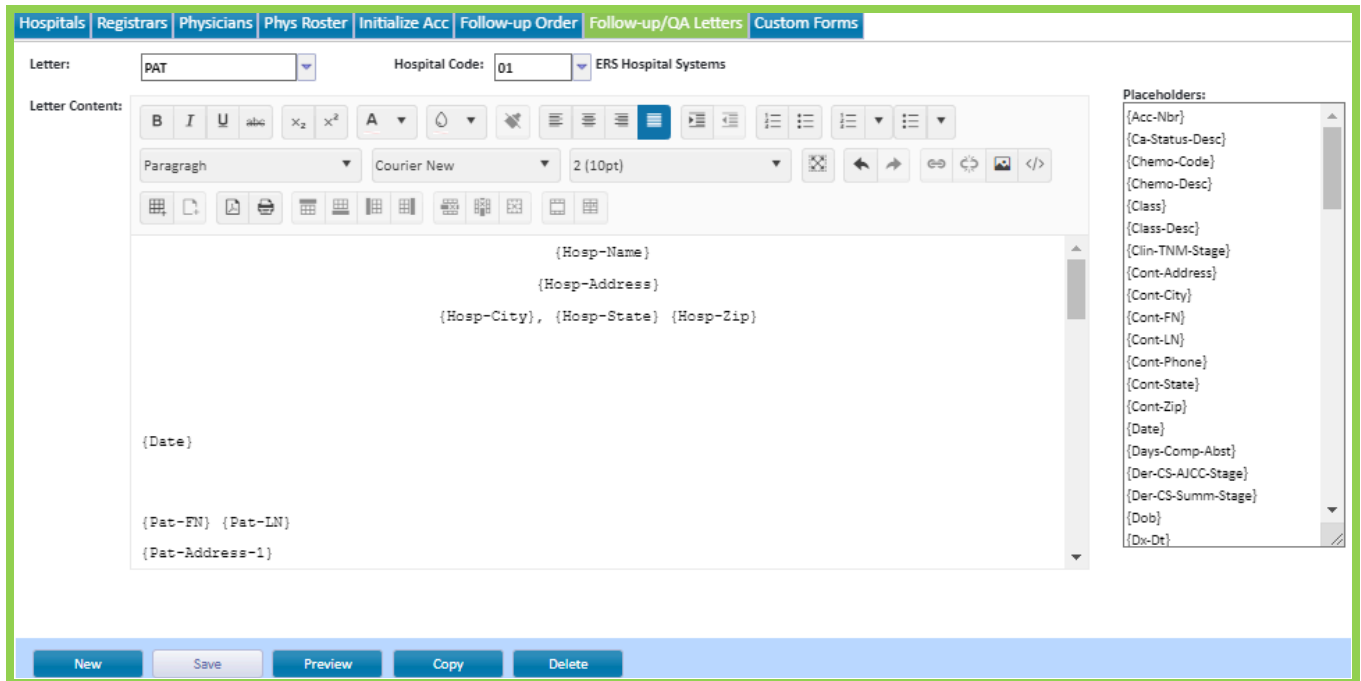 Hospitals Registrars Physicians Phys Roster Initialize Acc Follow-up Order Follow-up/QA Letters Custom Forms
Letter: PAT Hospital Code: 01 ERS Hospital Systems
Letter Content:
B I U abc x₂ x² A
Paragragh Courier New 2 (10pt)
{Hosp-Name}
{Hosp-Address}
{Hosp-City}, {Hosp-State} {Hosp-Zip}
{Date}
{Pat-FN} {Pat-LN}
{Pat-Address-1}
Placeholders:
{Acc-Nbr}
{Ca-Status-Desc}
{Chemo-Code}
{Chemo-Desc}
{Class}
{Class-Desc}
{Clin-TNM-Stage}
{Cont-Address}
{Cont-City}
{Cont-FN}
{Cont-LN}
{Cont-Phone}
{Cont-State}
{Cont-Zip}
{Date}
{Days-Comp-Abst}
{Der-CS-AJCC-Stage}
{Der-CS-Summ-Stage}
{Dob}
{Dx-Dt}
New Save Preview Copy Delete